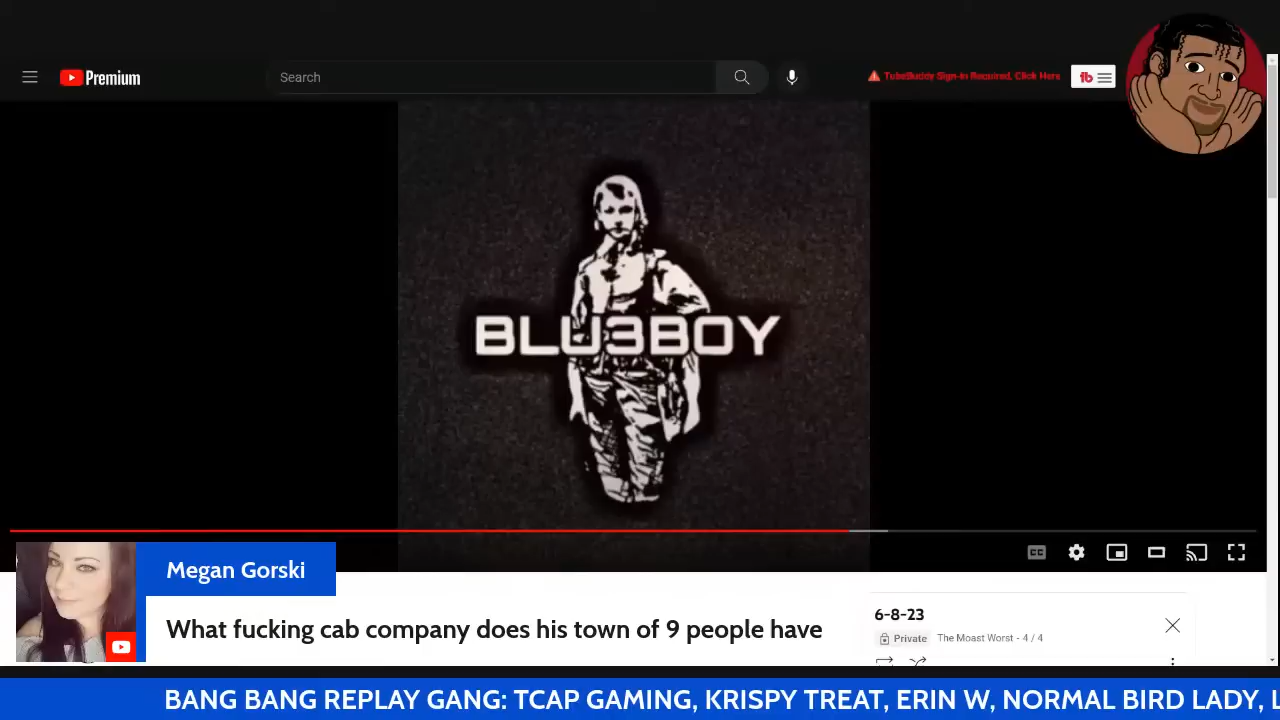 Premium
Search
TubeBuddy Sign-in Required, Click Here
tb
BLU3BOY
CC
Megan Gorski
What fucking cab company does his town of 9 people have
6-8-23
Private
The Moast Worst - 4 / 4
BANG BANG REPLAY GANG: TCAP GAMING, KRISPY TREAT, ERIN W, NORMAL BIRD LADY, L